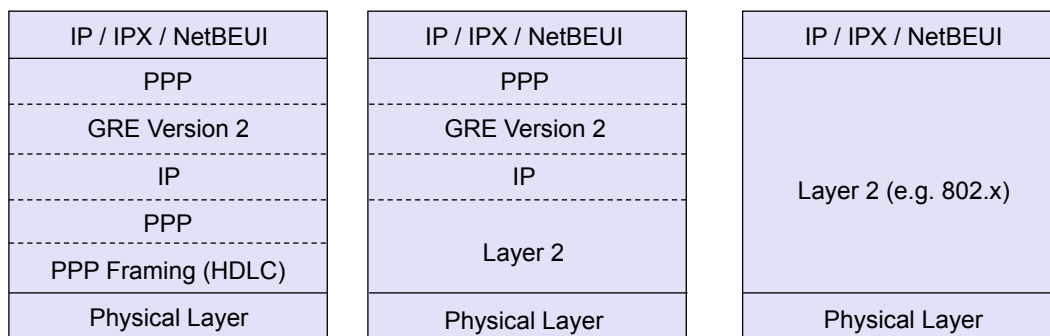 IP / IPX / NetBEUI
PPP
GRE Version 2
IP
PPP
PPP Framing (HDLC)
Physical Layer
IP / IPX / NetBEUI
PPP
GRE Version 2
IP
Layer 2
Physical Layer
IP / IPX / NetBEUI
Layer 2 (e.g. 802.x)
Physical Layer